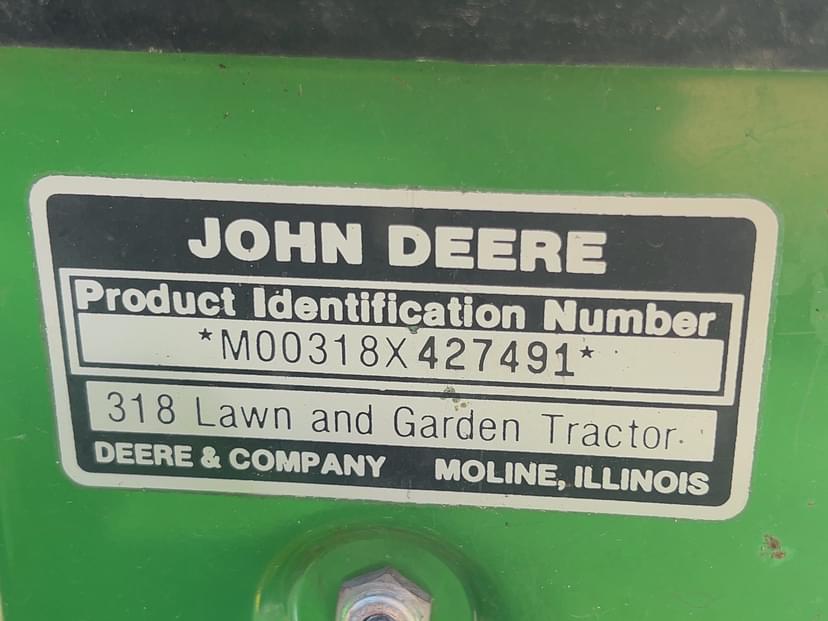 JOHN DEERE
Product Identification Number
*M00318X427491*
318 Lawn and Garden Tractor
DEERE & COMPANY MOLINE, ILLINOIS